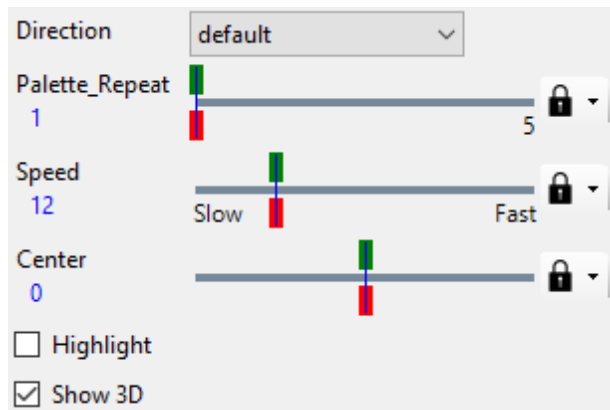 Direction default
Palette_Repeat
1
5
Speed
12
Slow Fast
Center
0
Highlight
Show 3D